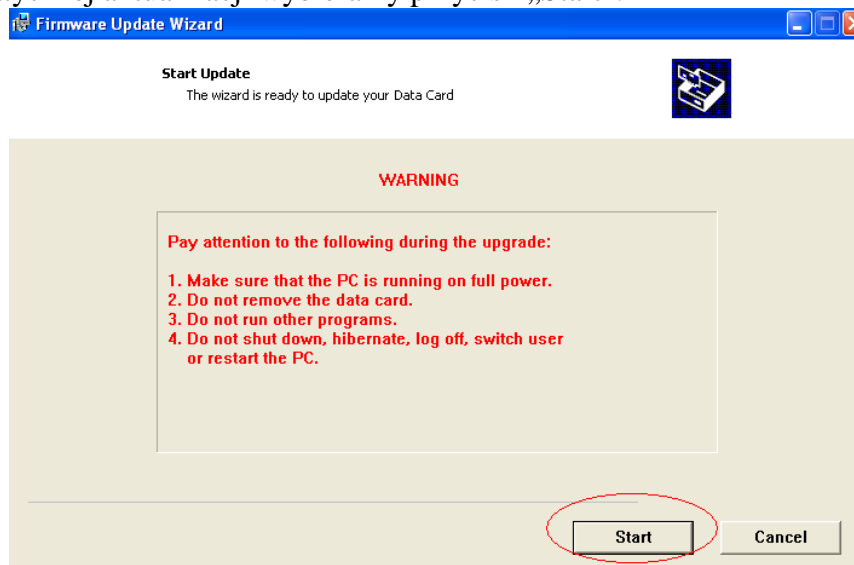 Firmware Update Wizard
Start Update
The wizard is ready to update your Data Card
WARNING
Pay attention to the following during the upgrade:
1. Make sure that the PC is running on full power.
2. Do not remove the data card.
3. Do not run other programs.
4. Do not shut down, hibernate, log off, switch user
or restart the PC.
Start Cancel